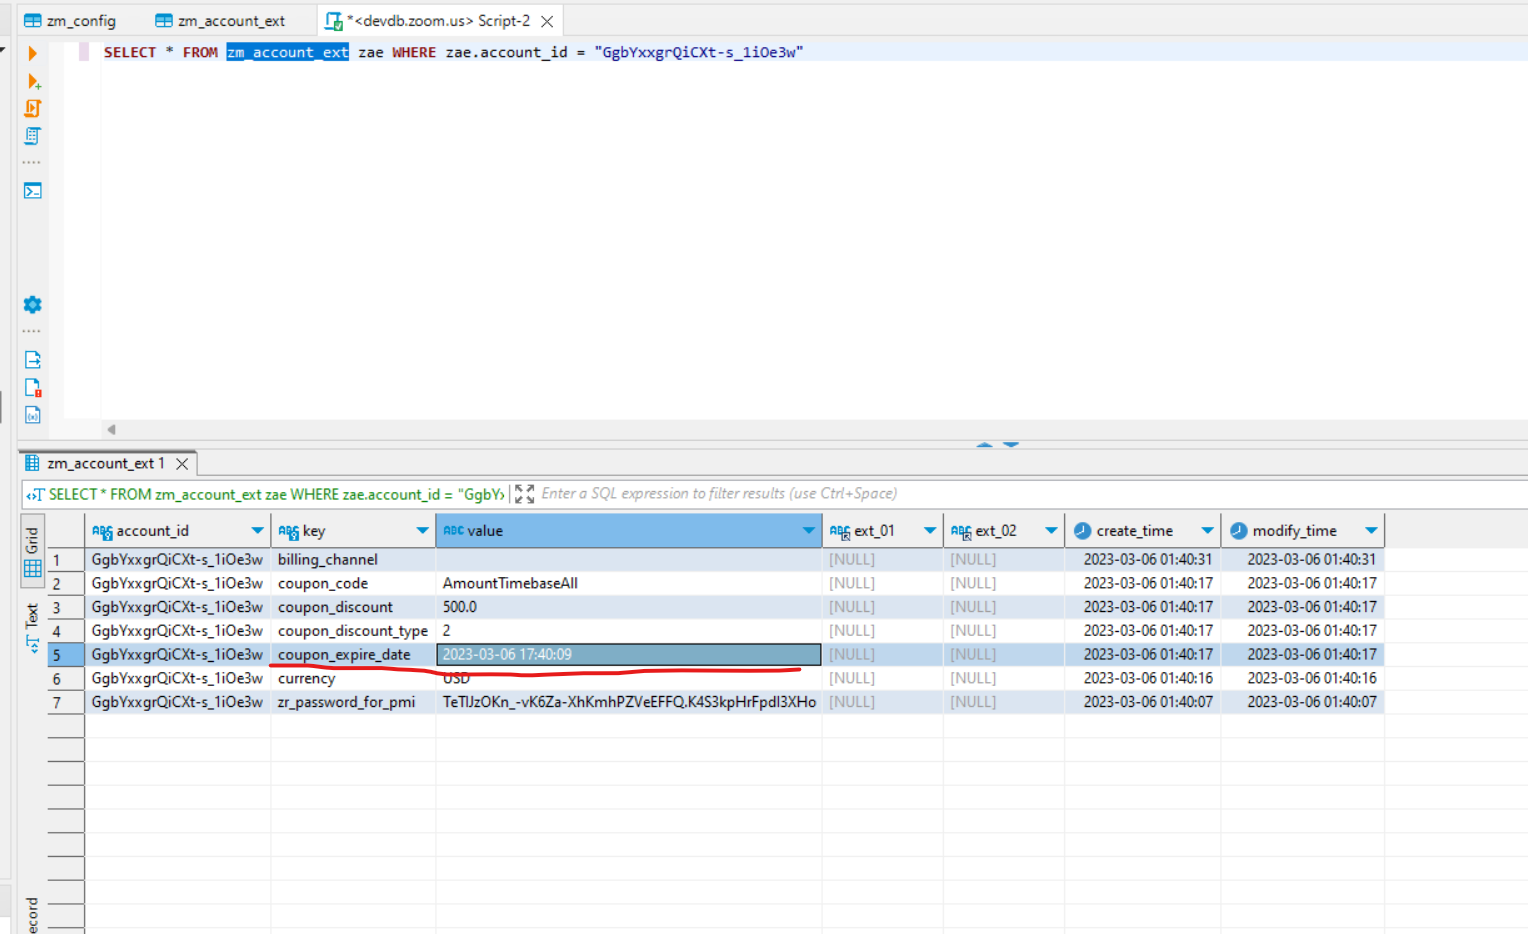 zm_config zm_account_ext *<devdb.zoom.us> Script-2
SELECT * FROM zm_account_ext zae WHERE zae.account_id = "GgbYxxgrQiCXt-s_1iOe3w"
zm_account_ext 1
SELECT * FROM zm_account_ext zae WHERE zae.account_id = "GgbY Enter a SQL expression to filter results (use Ctrl+Space)
Grid
Text
ecord
account_id key value ext_01 ext_02 create_time modify_time
1 GgbYxxgrQiCXt-s_1iOe3w billing_channel [NULL] [NULL] 2023-03-06 01:40:31 2023-03-06 01:40:31
2 GgbYxxgrQiCXt-s_1iOe3w coupon_code AmountTimebaseAll [NULL] [NULL] 2023-03-06 01:40:17 2023-03-06 01:40:17
3 GgbYxxgrQiCXt-s_1iOe3w coupon_discount 500.0 [NULL] [NULL] 2023-03-06 01:40:17 2023-03-06 01:40:17
4 GgbYxxgrQiCXt-s_1iOe3w coupon_discount_type 2 [NULL] [NULL] 2023-03-06 01:40:17 2023-03-06 01:40:17
5 GgbYxxgrQiCXt-s_1iOe3w coupon_expire_date 2023-03-06 17:40:09 [NULL] [NULL] 2023-03-06 01:40:17 2023-03-06 01:40:17
6 GgbYxxgrQiCXt-s_1iOe3w currency USD [NULL] [NULL] 2023-03-06 01:40:16 2023-03-06 01:40:16
7 GgbYxxgrQiCXt-s_1iOe3w zr_password_for_pmi [NULL] [NULL] 2023-03-06 01:40:07 2023-03-06 01:40:07